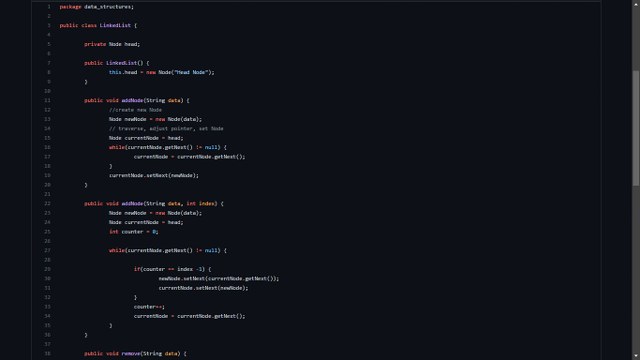 1 package data_structures;
2
3 public class LinkedList {
4
5 private Node head;
6
7 public LinkedList() {
8 this.head = new Node("Head Node");
9 }
10
11 public void addNode(String data) {
12 //create new Node
13 Node newNode = new Node(data);
14 // traverse, adjust pointer, set Node
15 Node currentNode = head;
16 while(currentNode.getNext() != null) {
17 currentNode = currentNode.getNext();
18 }
19 currentNode.setNext(newNode);
20 }
21
22 public void addNode(String data, int index) {
23 Node newNode = new Node(data);
24 Node currentNode = head;
25 int counter = 0;
26
27 while(currentNode.getNext() != null) {
28
29 if(counter == index -1) {
30 newNode.setNext(currentNode.getNext());
31 currentNode.setNext(newNode);
32 }
33 counter++;
34 currentNode = currentNode.getNext();
35 }
36 }
37
38 public void remove(String data) {